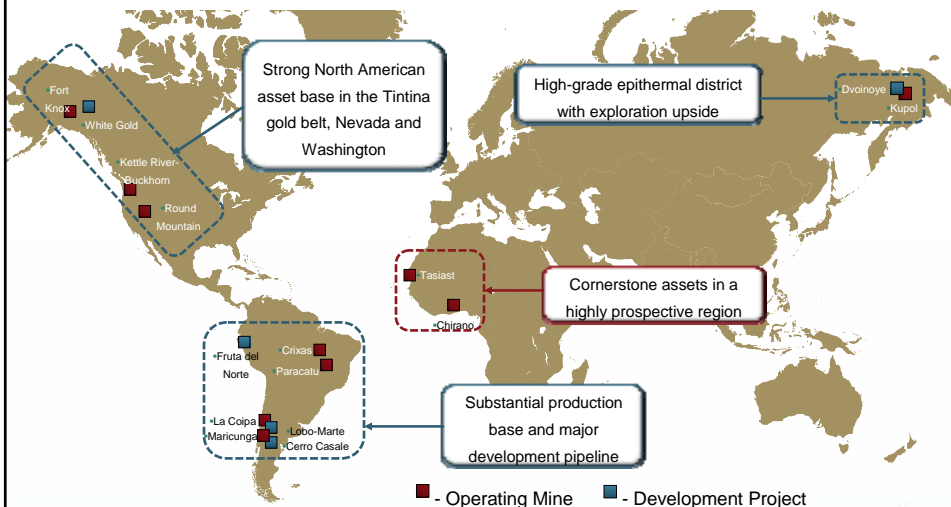 Strong North American
asset base in the Tintina
gold belt, Nevada and
Washington
High-grade epithermal district
with exploration upside
Dvoinoye
Kupol
•Fort
Knox
•White Gold
•Kettle River-
Buckhorn
•Round
Mountain
•Tasiast
•Chirano
Cornerstone assets in a
highly prospective region
•Fruta del
Norte
Crixas•
Paracatu
•La Coipa
•Maricunga
•Lobo-Marte
•Cerro Casale
Substantial production
base and major
development pipeline
- Operating Mine
- Development Project